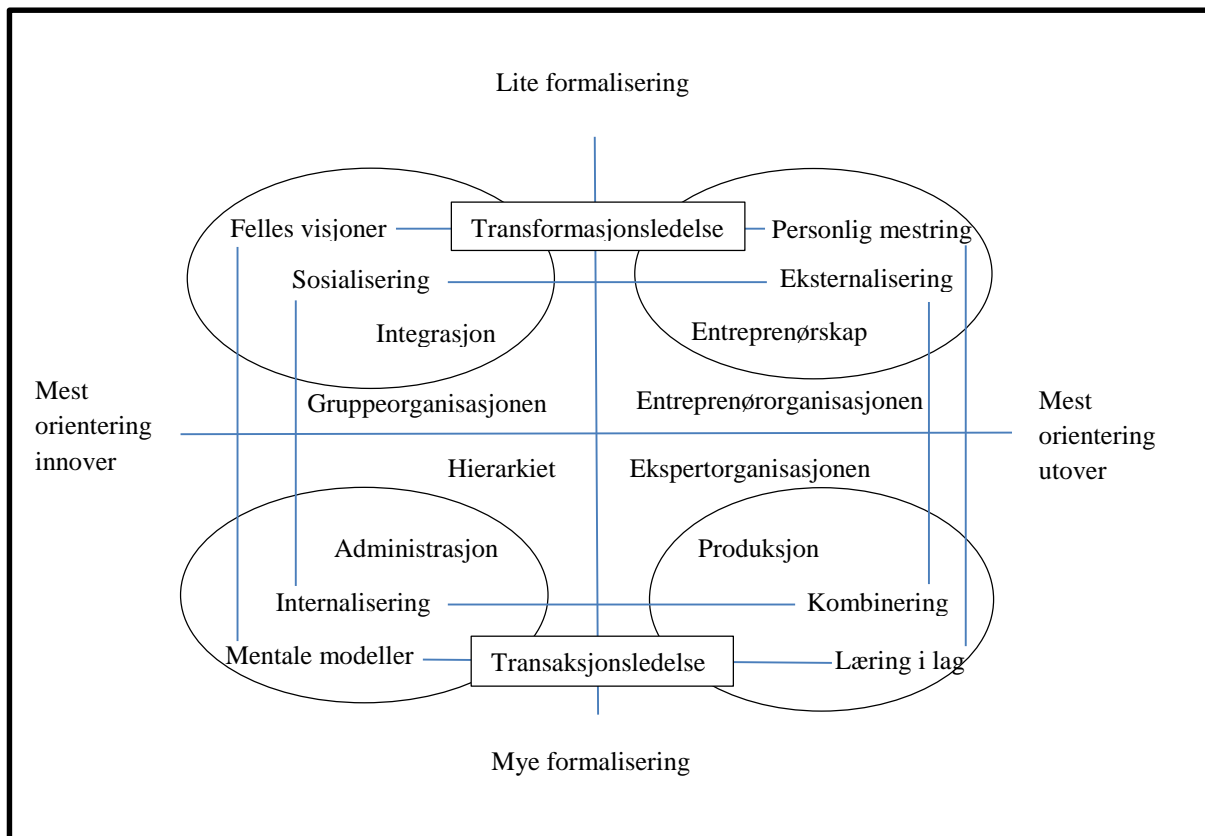 Lite formalisering
Felles visjoner
Transformasjonsledelse
Personlig mestring
Sosialisering
Eksternalisering
Integrasjon
Entreprenørskap
Mest
orientering
innover
Gruppeorganisasjonen
Entreprenørorganisasjonen
Mest
orientering
utover
Hierarkiet
Ekspertorganisasjonen
Administrasjon
Produksjon
Internalisering
Kombinering
Mentale modeller
Transaksjonsledelse
Læring i lag
Mye formalisering